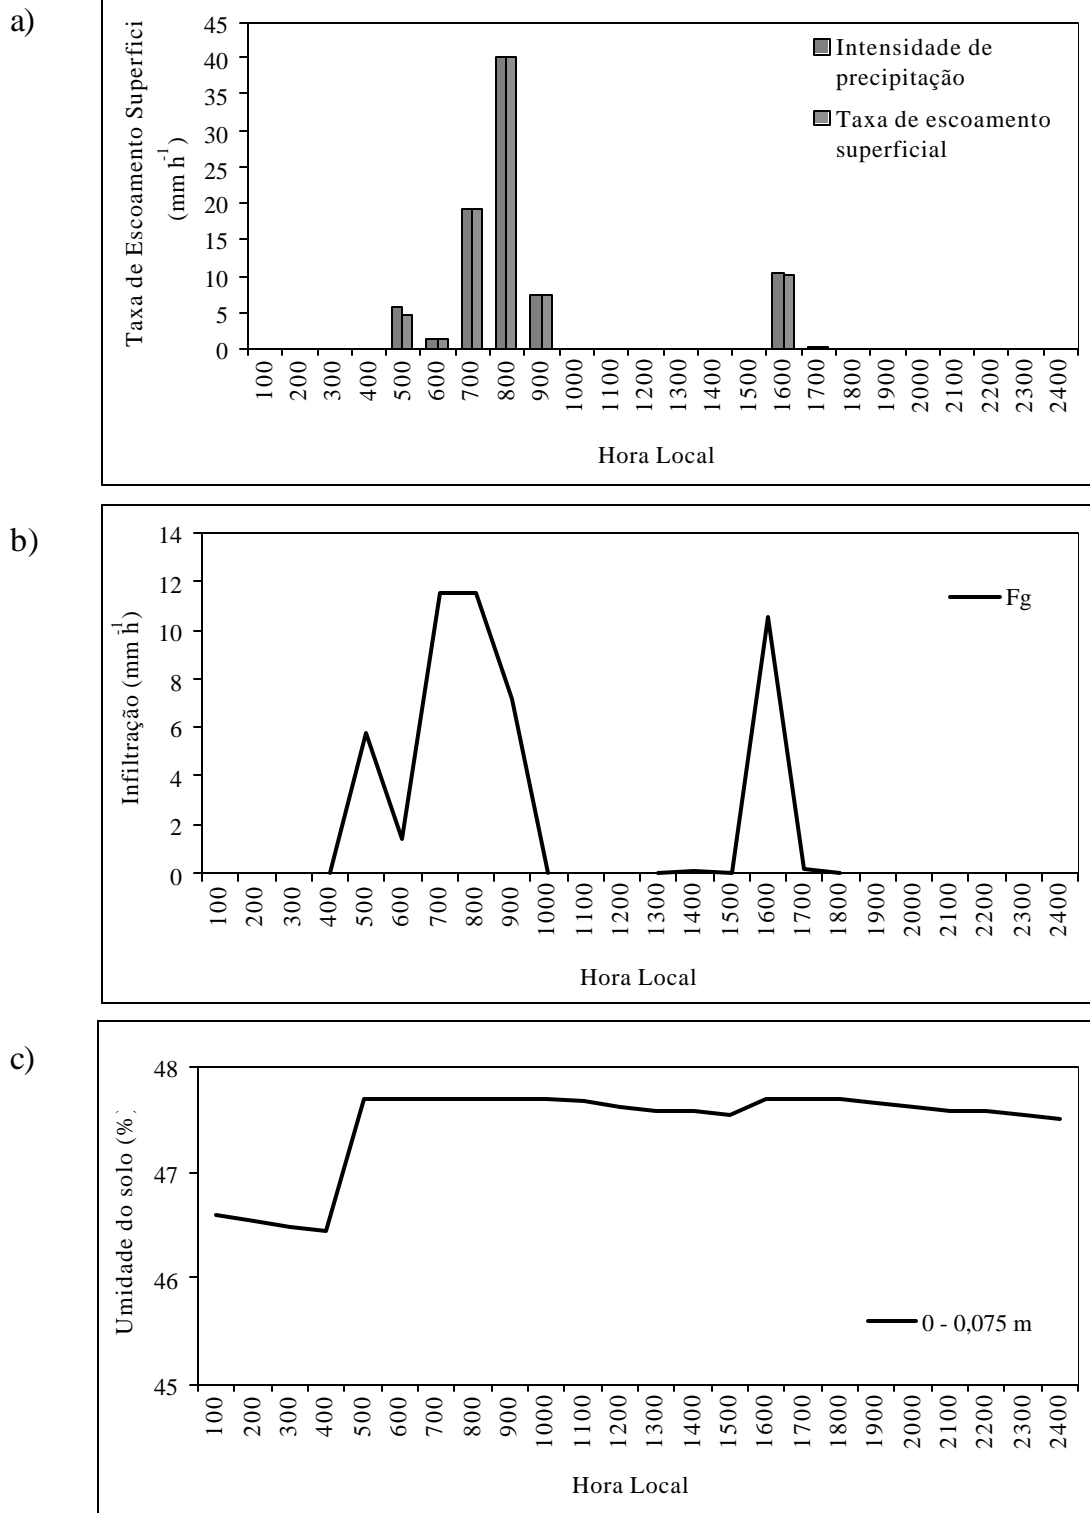 a)
Taxa de Escoamento Superfici
(mm h-1)
45
40
35
30
25
20
15
10
5
0
Intensidade de
precipitação
Taxa de escoamento
superficial
100 200 300 400 500 600 700 800 900 1000 1100 1200 1300 1400 1500 1600 1700 1800 1900 2000 2100 2200 2300 2400
Hora Local
b)
Infiltração (mm h-1)
14
12
10
8
6
4
2
0
Fg
100 200 300 400 500 600 700 800 900 1000 1100 1200 1300 1400 1500 1600 1700 1800 1900 2000 2100 2200 2300 2400
Hora Local
c)
Umidade do solo (%)
48
47
46
45
0 - 0,075 m
100 200 300 400 500 600 700 800 900 1000 1100 1200 1300 1400 1500 1600 1700 1800 1900 2000 2100 2200 2300 2400
Hora Local